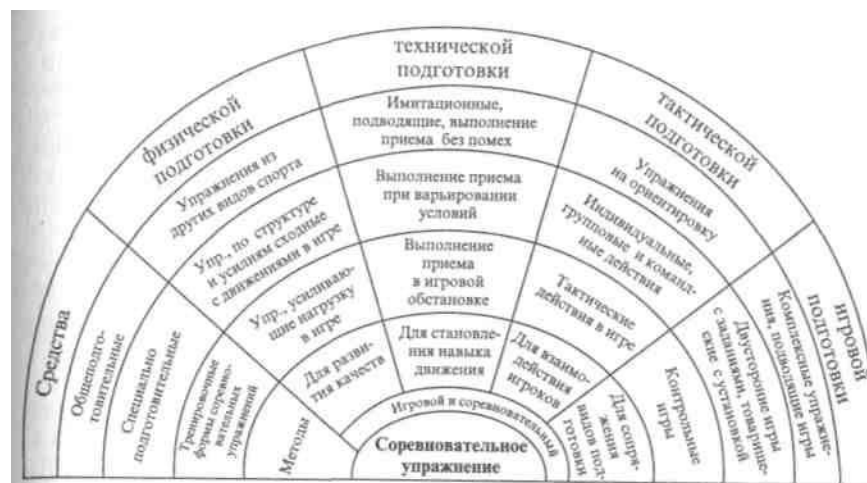 Средства
физической
подготовки
технической
подготовки
тактической
подготовки
игровой
подготовки
Общеподго-
товительные
Упражнения из
других видов спорта
Имитационные,
подводящие, выполнение
приема без помех
Упражнения
на ориентировку
Комплексные упражне-
ния, подводящие игры
Специально
подготовительные
Упр., по структуре
и усилиям сходные
с движениями в игре
Выполнение приема
при варьировании
условий
Индивидуальные,
групповые и команд-
ные действия
Двустороние игры
с заданиями, товарище-
ские с установкой
Тренировочные
формы соревно-
вательных
упражнений
Упр., усиливаю-
щие нагрузку
в игре
Выполнение
приема
в игровой
обстановке
Тактические
действия в игре
Контрольные
игры
Методы
Для разви-
тия качеств
Для становле-
ния навыка
движения
Для взаимо-
действия
игроков
Для сопря-
жения
видов под-
готовки
Игровой и соревновательный
Соревновательное
упражнение